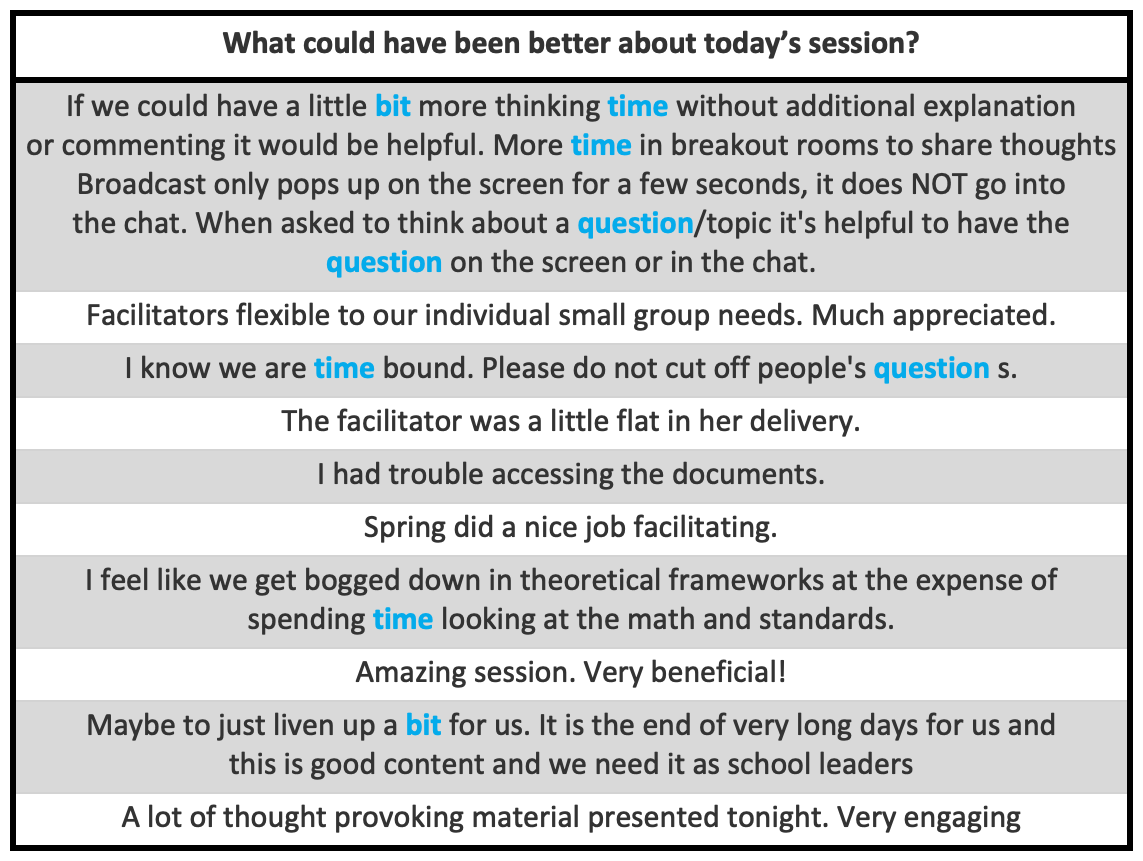 What could have been better about today’s session?
If we could have a little bit more thinking time without additional explanation
or commenting it would be helpful. More time in breakout rooms to share thoughts
Broadcast only pops up on the screen for a few seconds, it does NOT go into
the chat. When asked to think about a question/topic it's helpful to have the
question on the screen or in the chat.
Facilitators flexible to our individual small group needs. Much appreciated.
I know we are time bound. Please do not cut off people's question s.
The facilitator was a little flat in her delivery.
I had trouble accessing the documents.
Spring did a nice job facilitating.
I feel like we get bogged down in theoretical frameworks at the expense of
spending time looking at the math and standards.
Amazing session. Very beneficial!
Maybe to just liven up a bit for us. It is the end of very long days for us and
this is good content and we need it as school leaders
A lot of thought provoking material presented tonight. Very engaging